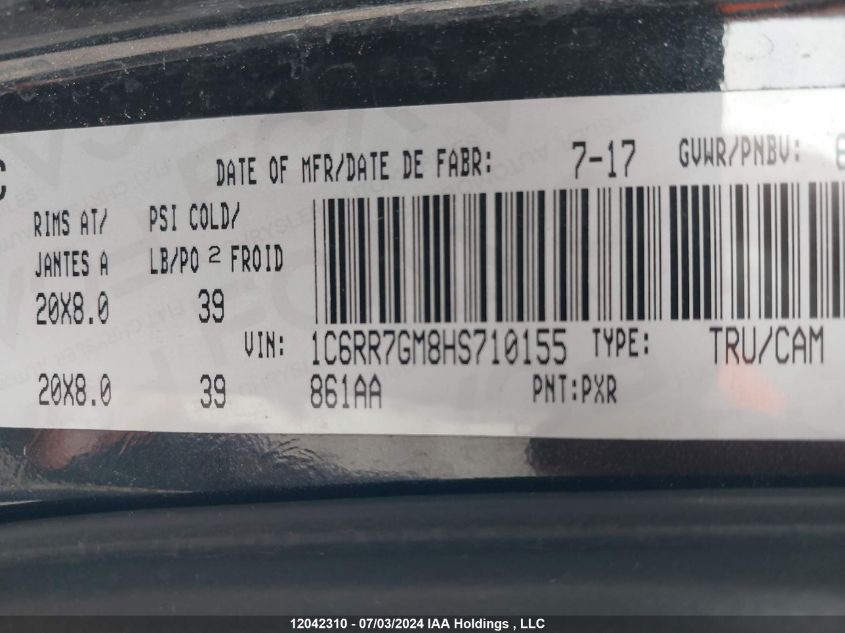 DATE OF MFR/DATE DE FABR: 7-17 GVWR/PNBV:
RIMS AT/ PSI COLD/
JANTES A LB/PO 2 FROID
20X8.0 39
VIN: 1C6RR7GM8HS710155 TYPE: TRU/CAM
20X8.0 39 861AA PNT:PXR
12042310 - 07/03/2024 IAA Holdings , LLC